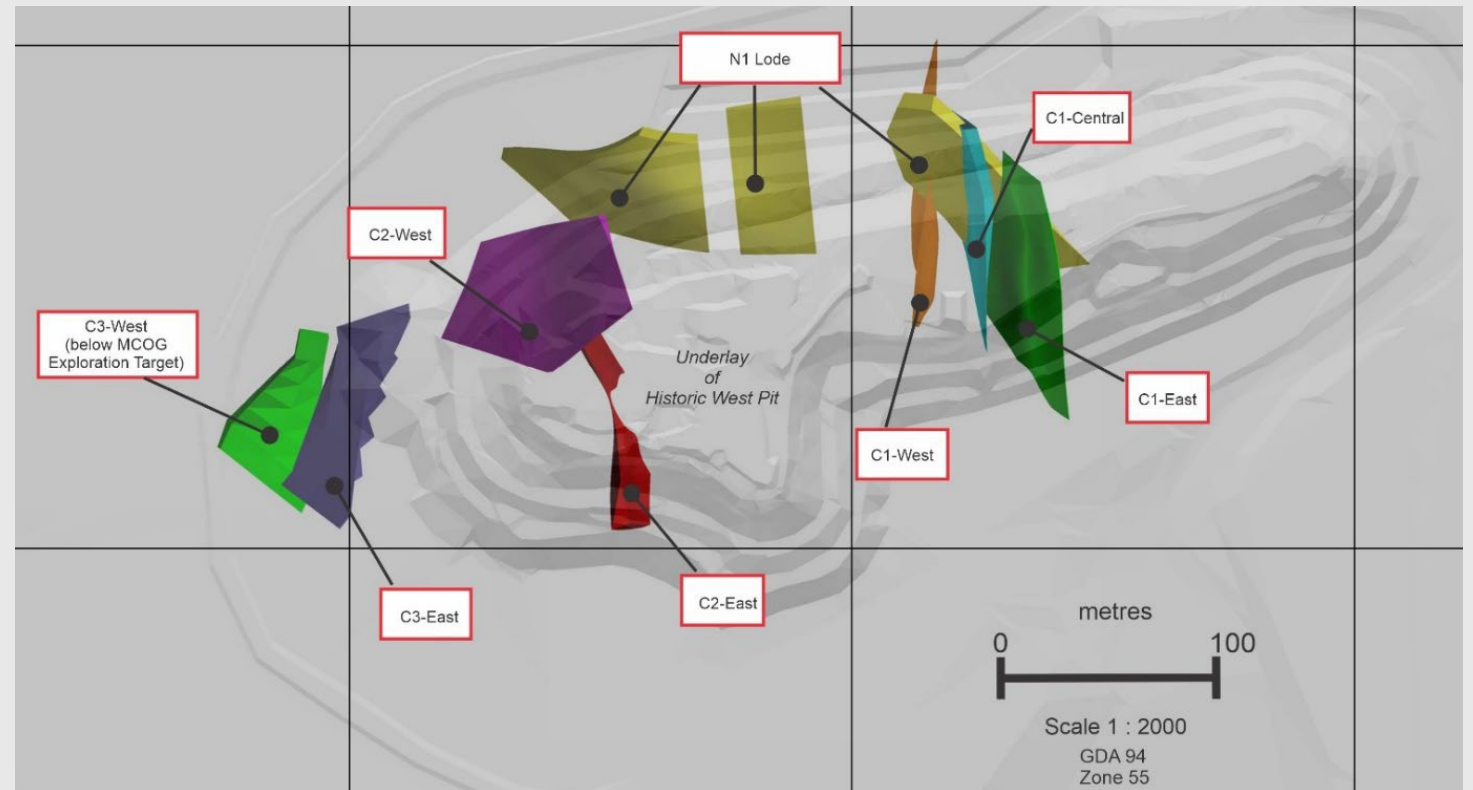 N1 Lode
C1-Central
C2-West
C3-West
(below MCOG
Exploration Target)
Underlay
of
Historic West Pit
C1-East
C1-West
C2-East
C3-East
metres
0 100
Scale 1 : 2000
GDA 94
Zone 55